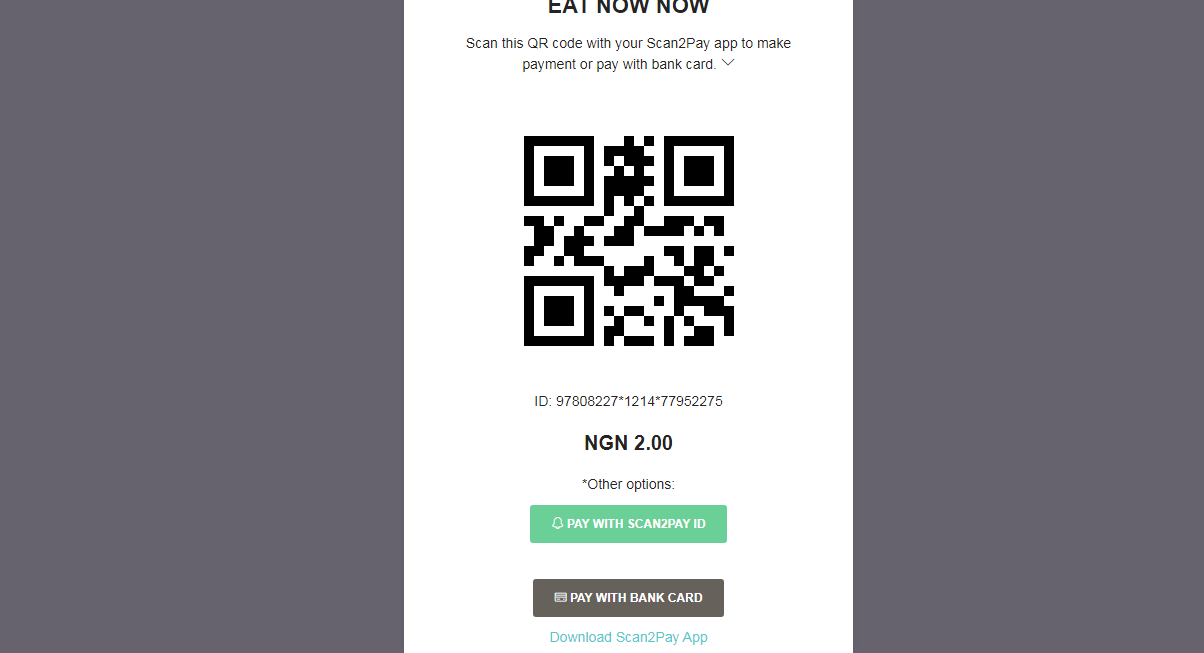 EAT NOW NOW
Scan this QR code with your Scan2Pay app to make
payment or pay with bank card.
ID: 97808227*1214*77952275
NGN 2.00
*Other options:
PAY WITH SCAN2PAY ID
PAY WITH BANK CARD
Download Scan2Pay App